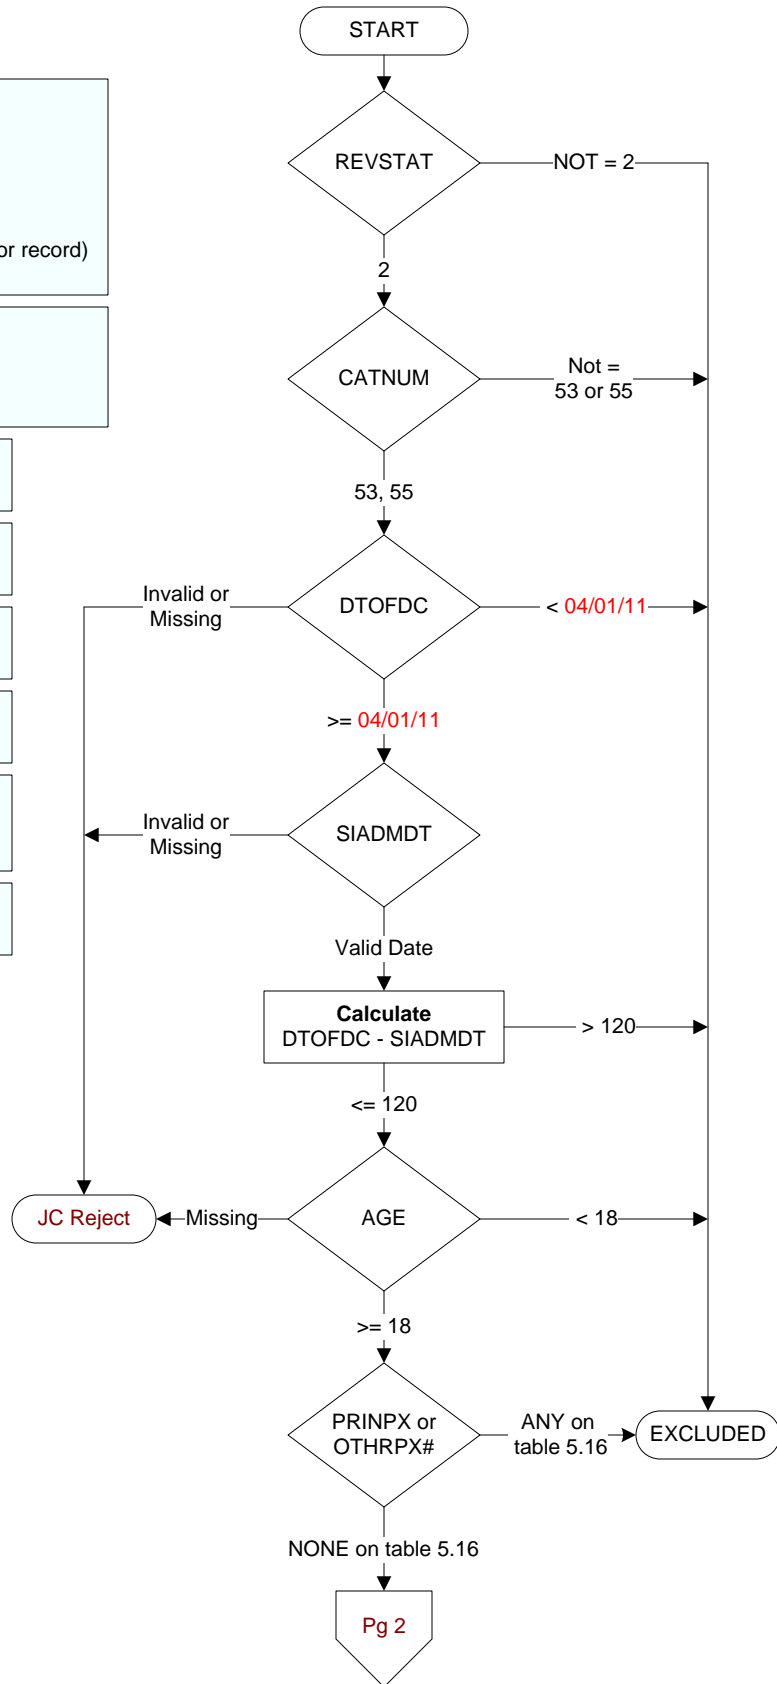 START
REVSTAT
NOT = 2
or record)
2
CATNUM
Not =
53 or 55
53, 55
Invalid or
Missing
DTOFDC
< 04/01/11
>= 04/01/11
Invalid or
Missing
SIADMDT
Valid Date
Calculate
DTOFDC - SIADMDT
> 120
<= 120
JC Reject
Missing
AGE
< 18
>= 18
PRINPX or
OTHRPX#
ANY on
table 5.16
EXCLUDED
NONE on table 5.16
Pg 2